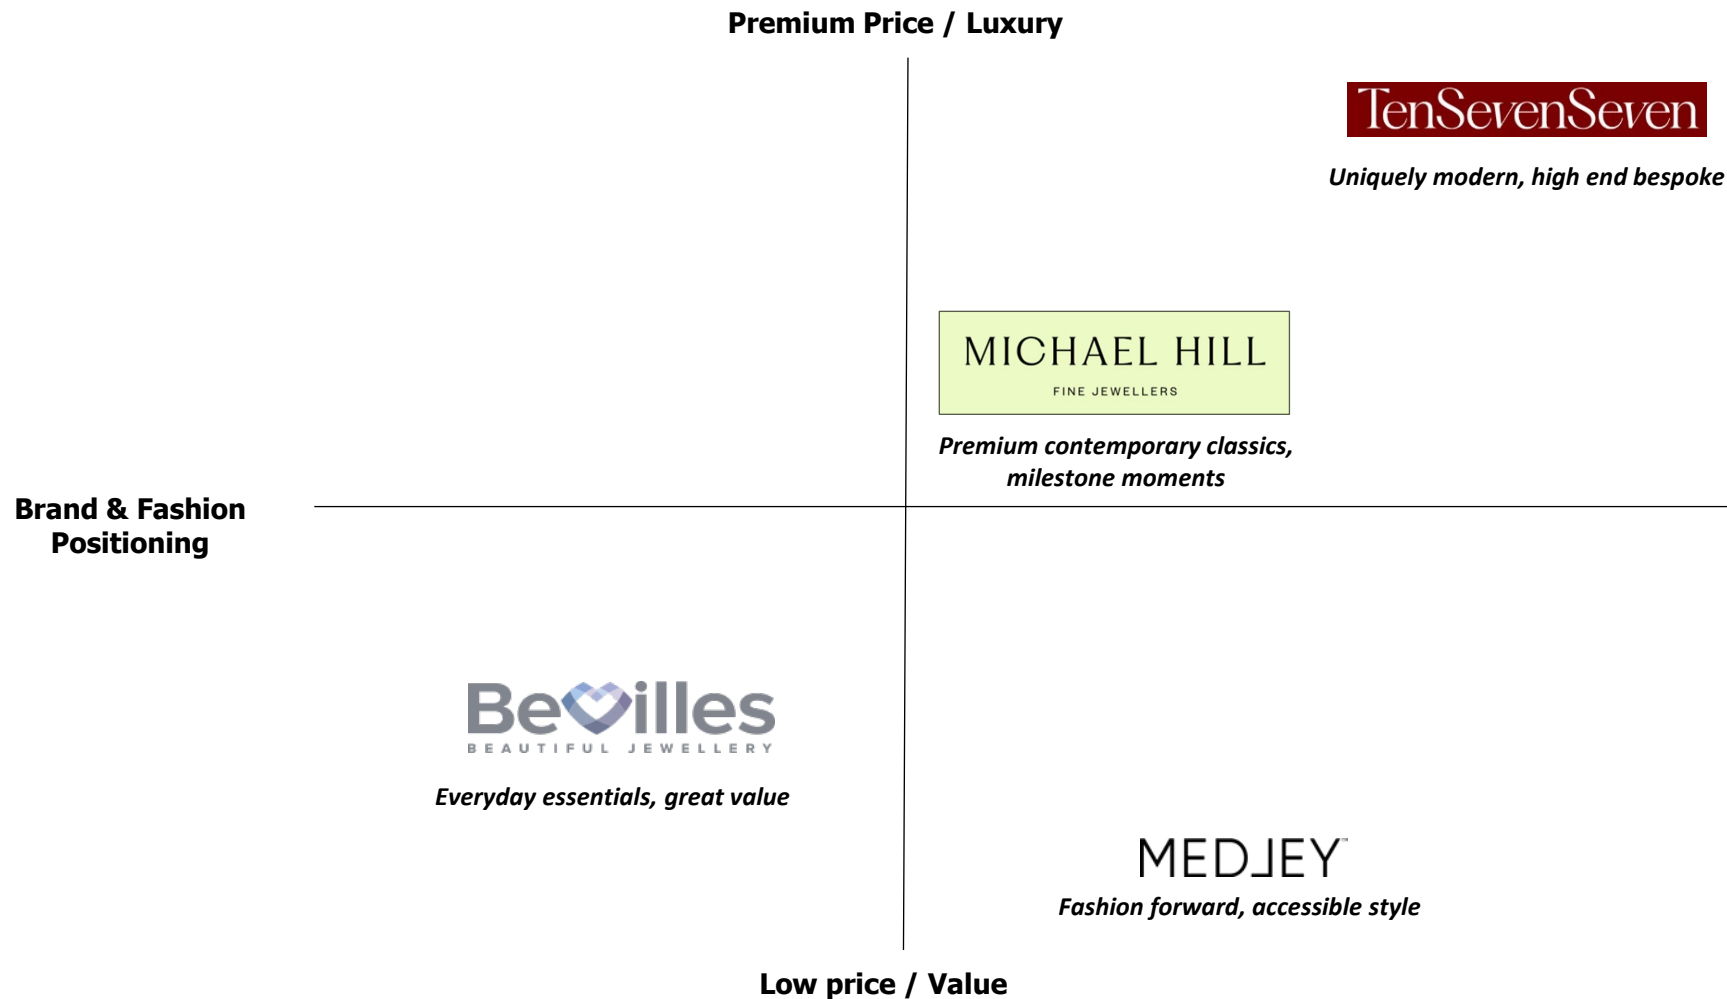 Premium Price / Luxury
TenSevenSeven
Uniquely modern, high end bespoke
MICHAEL HILL
FINE JEWELLERS
Premium contemporary classics,
milestone moments
Brand & Fashion
Positioning
Bevilles
BEAUTIFUL JEWELLERY
Everyday essentials, great value
MEDLEY™
Fashion forward, accessible style
Low price / Value